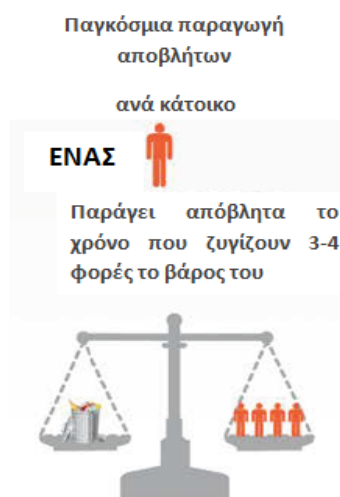 Παγκόσμια παραγωγή
αποβλήτων
ανά κάτοικο
ΕΝΑΣ
Παράγει απόβλητα το
χρόνο που ζυγίζουν 3-4
φορές το βάρος του